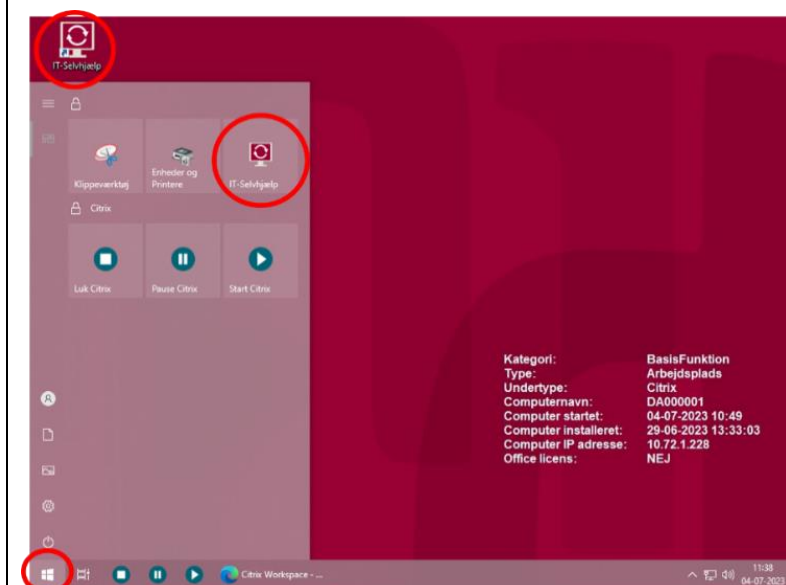 IT-Selvhjælp
Klippeværktøj
Enheder og
Printere
IT-Selvhjælp
Citrix
Luk Citrix
Pause Citrix
Start Citrix
Kategori: BasisFunktion
Type: Arbejdsplads
Undertype: Citrix
Computernavn: DA000001
Computer startet: 04-07-2023 10:49
Computer installeret: 29-06-2023 13:33:03
Computer IP adresse: 10.72.1.228
Office licens: NEJ
Citrix Workspace - ...
11:38
04-07-2023